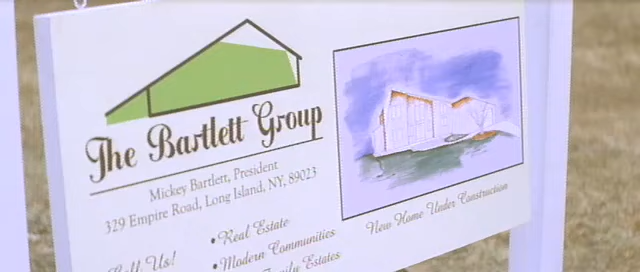 The Bartlett Group
Mickey Bartlett, President
329 Empire Road, Long Island, NY, 89023
Call Us!
• Real Estate
• Modern Communities
Family Estates
New Home Under Construction